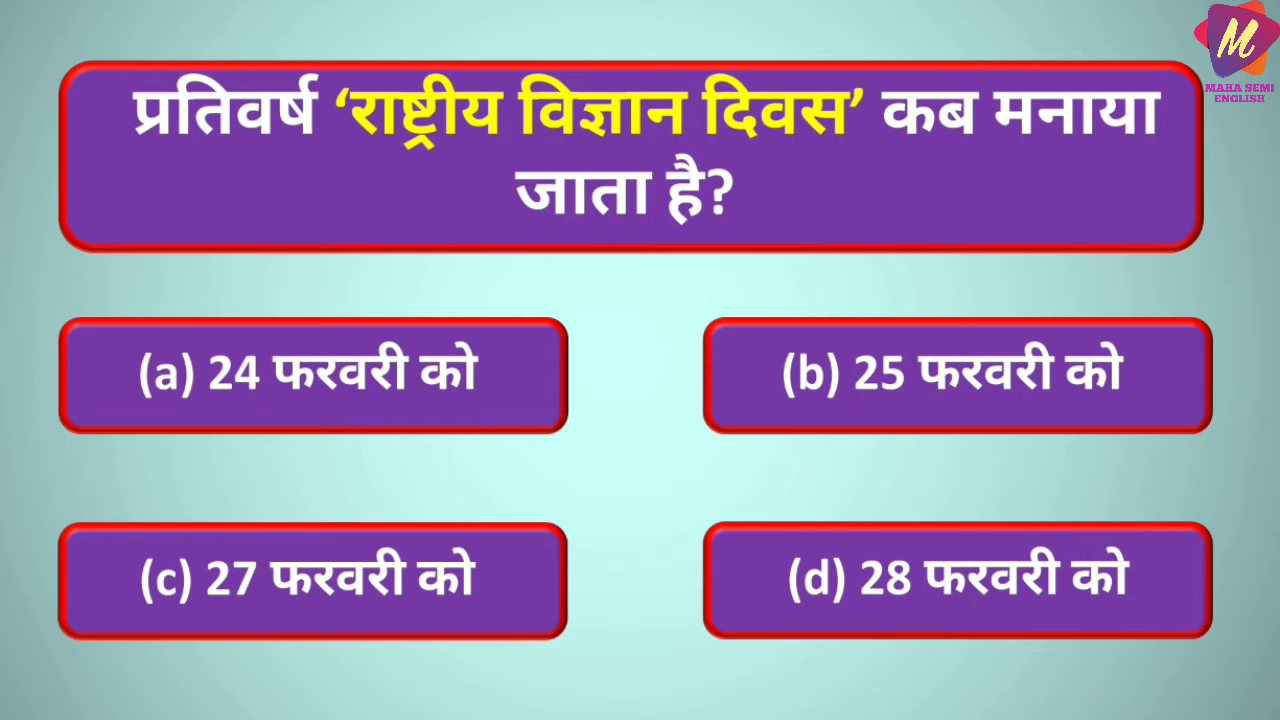 प्रतिवर्ष ‘राष्ट्रीय विज्ञान दिवस’ कब मनाया
जाता है?
(a) 24 फरवरी को
(b) 25 फरवरी को
(c) 27 फरवरी को
(d) 28 फरवरी को
M
MAHA SEMI
ENGLISH